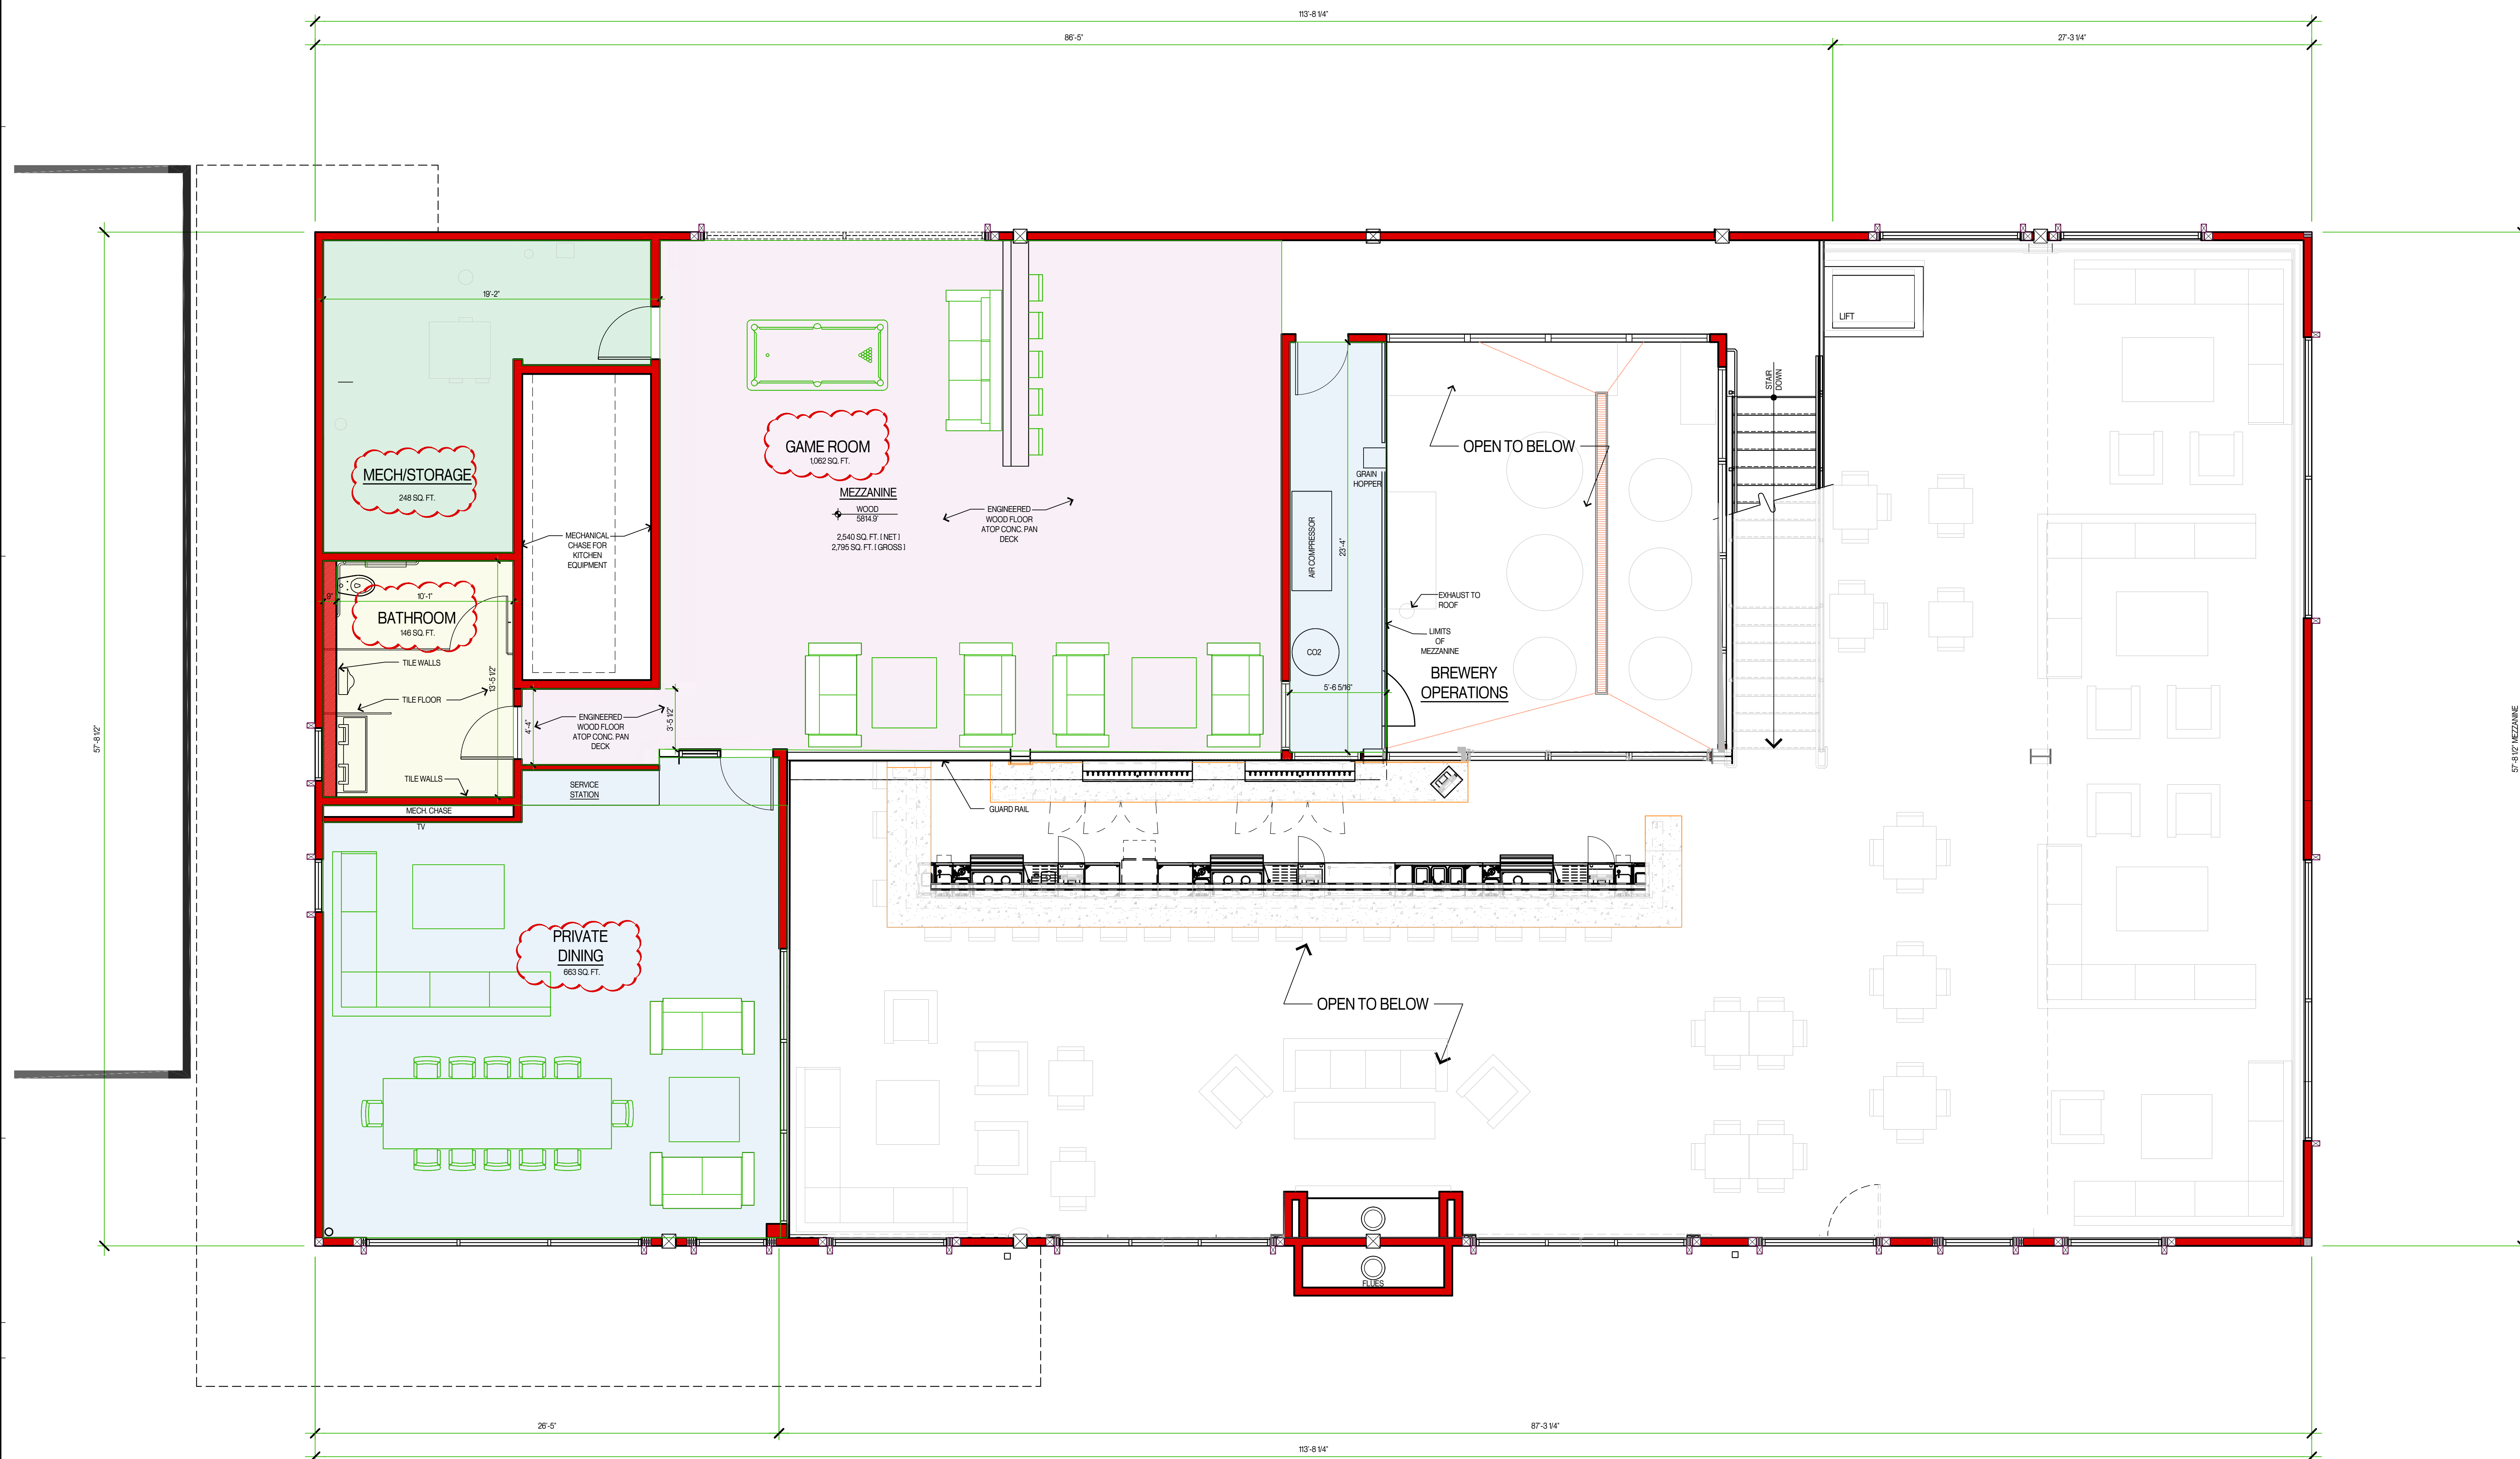 113'-8 1/4"
86'-5"
27'-3 1/4"
19'-2"
LIFT
STAIR
DOWN
GAME ROOM
1,062 SQ. FT.
OPEN TO BELOW
MECH/STORAGE
248 SQ. FT.
GRAIN
HOPPER
MEZZANINE
WOOD
5814.9'
2,540 SQ. FT. [ NET ]
2,795 SQ. FT. [ GROSS ]
ENGINEERED
WOOD FLOOR
ATOP CONC. PAN
DECK
MECHANICAL
CHASE FOR
KITCHEN
EQUIPMENT
AIR COMPRESSOR
23'-4"
9"
10'-1"
BATHROOM
146 SQ. FT.
EXHAUST TO
ROOF
LIMITS
OF
MEZZANINE
CO2
TILE WALLS
TILE FLOOR
13'-5 1/2"
BREWERY
OPERATIONS
5'-6 5/16"
ENGINEERED
WOOD FLOOR
ATOP CONC. PAN
DECK
4'-4"
3'-5 1/2"
57'-8 1/2"
57'-8 1/2" MEZZANINE
TILE WALLS
SERVICE
STATION
MECH. CHASE
TV
GUARD RAIL
PRIVATE
DINING
663 SQ. FT.
OPEN TO BELOW
FLUES
26'-5"
87'-3 1/4"
113'-8 1/4"